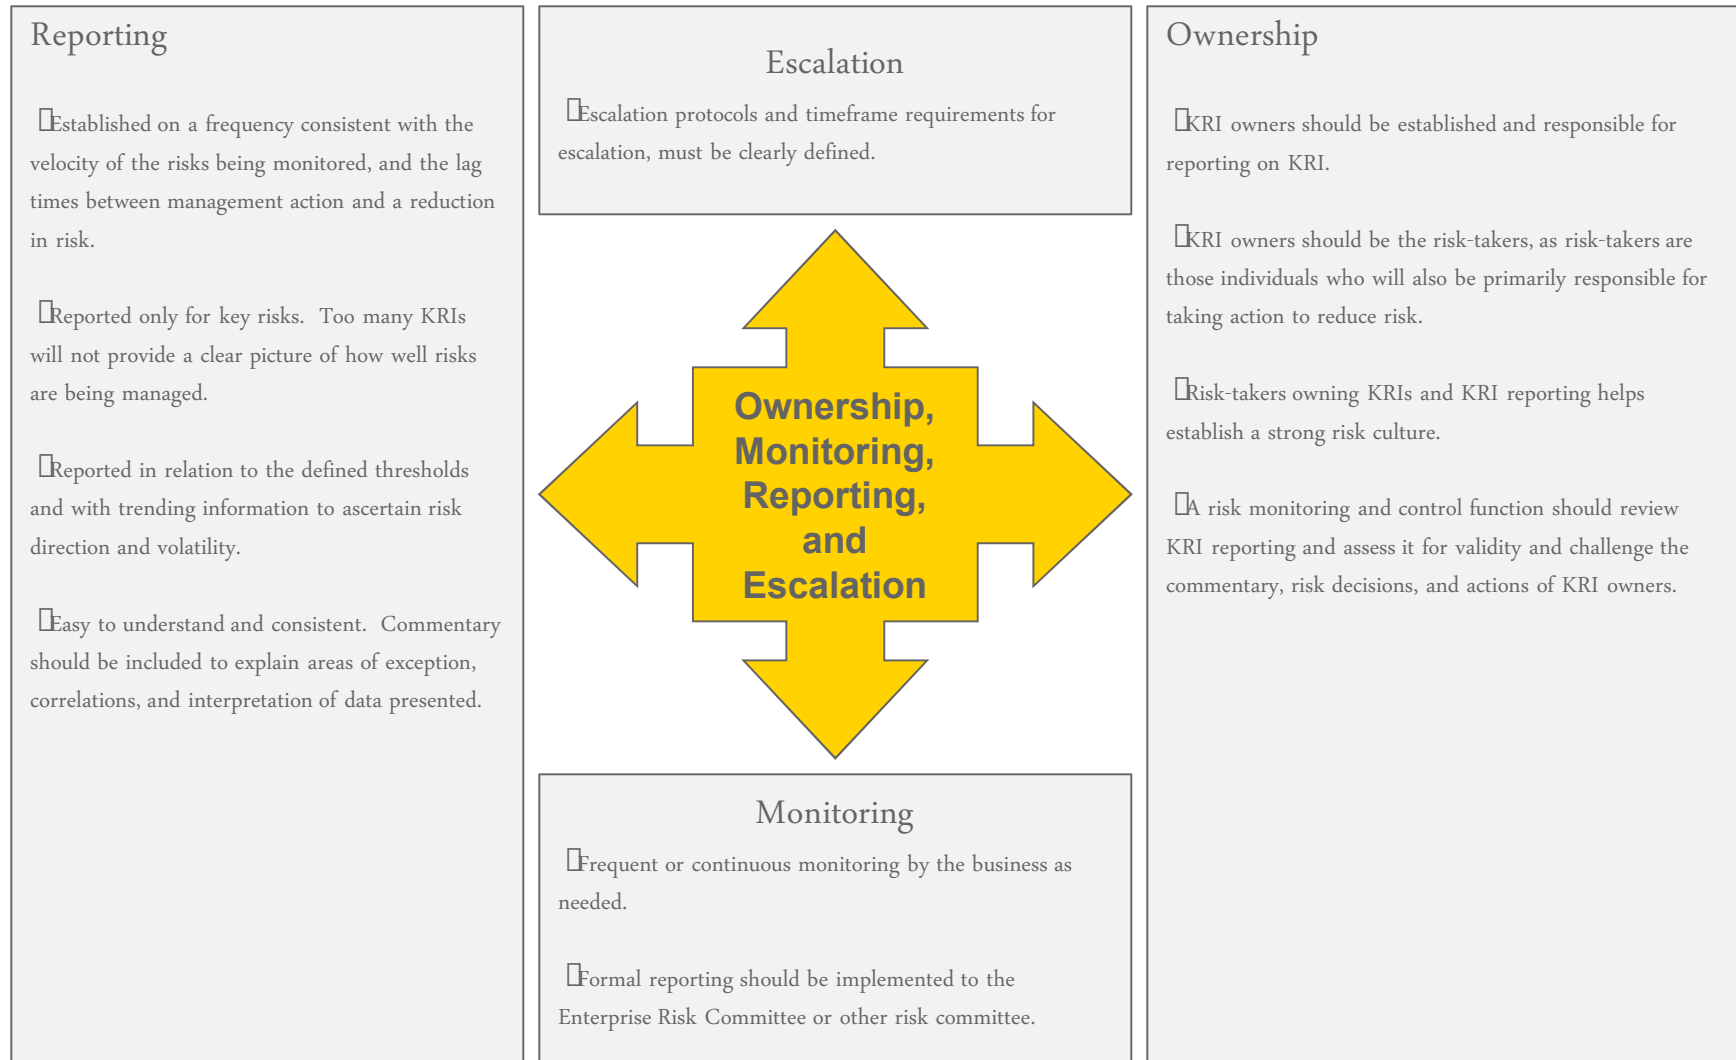 Reporting
Established on a frequency consistent with the
velocity of the risks being monitored, and the lag
times between management action and a reduction
in risk.
Reported only for key risks. Too many KRIs
will not provide a clear picture of how well risks
are being managed.
Reported in relation to the defined thresholds
and with trending information to ascertain risk
direction and volatility.
Easy to understand and consistent. Commentary
should be included to explain areas of exception,
correlations, and interpretation of data presented.
Escalation
Escalation protocols and timeframe requirements for
escalation, must be clearly defined.
Ownership,
Monitoring,
Reporting,
and
Escalation
Monitoring
Frequent or continuous monitoring by the business as
needed.
Formal reporting should be implemented to the
Enterprise Risk Committee or other risk committee.
Ownership
KRI owners should be established and responsible for
reporting on KRI.
KRI owners should be the risk-takers, as risk-takers are
those individuals who will also be primarily responsible for
taking action to reduce risk.
Risk-takers owning KRIs and KRI reporting helps
establish a strong risk culture.
A risk monitoring and control function should review
KRI reporting and assess it for validity and challenge the
commentary, risk decisions, and actions of KRI owners.